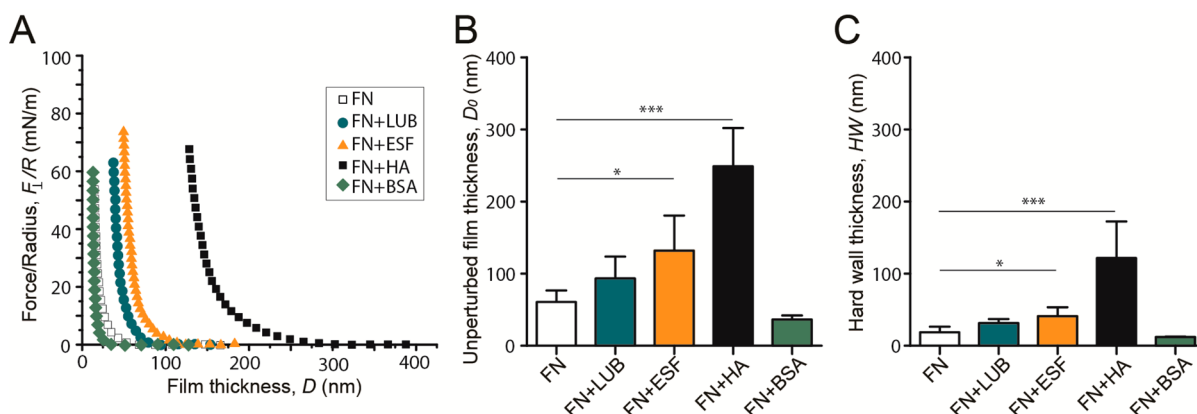 A
Force/Radius, F⊥/R (mN/m)
100
80
60
40
20
0
0
100
200
300
400
Film thickness, D (nm)
FN
FN+LUB
FN+ESF
FN+HA
FN+BSA
B
Unperturbed film thickness, D₀ (nm)
400
300
200
100
0
***
*
FN
FN+LUB
FN+ESF
FN+HA
FN+BSA
C
Hard wall thickness, HW (nm)
400
300
200
100
0
***
*
FN
FN+LUB
FN+ESF
FN+HA
FN+BSA